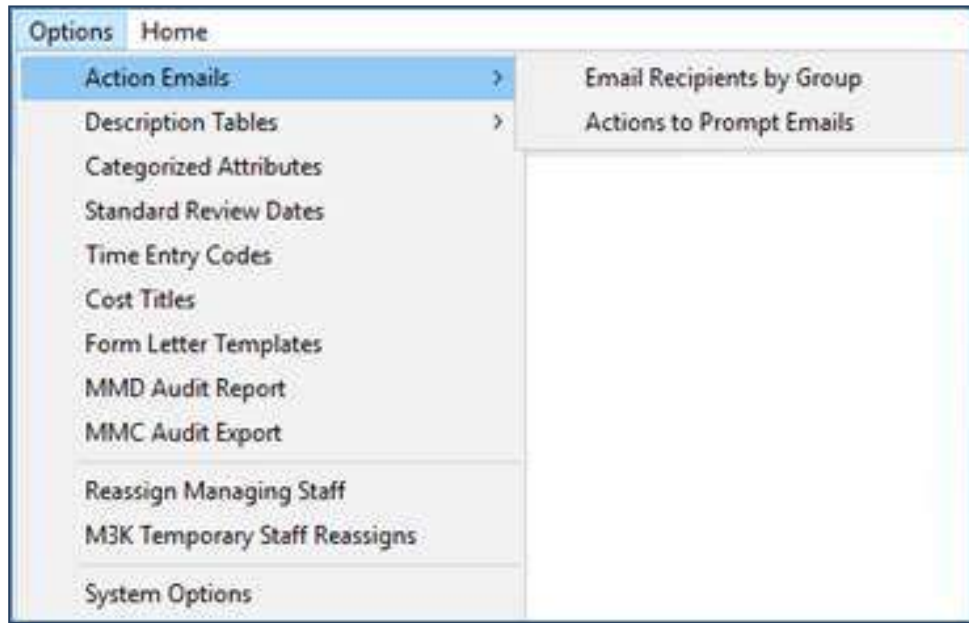 Options Home
Action Emails >
Email Recipients by Group
Description Tables >
Actions to Prompt Emails
Categorized Attributes
Standard Review Dates
Time Entry Codes
Cost Titles
Form Letter Templates
MMD Audit Report
MMC Audit Export
Reassign Managing Staff
M3K Temporary Staff Reassigns
System Options